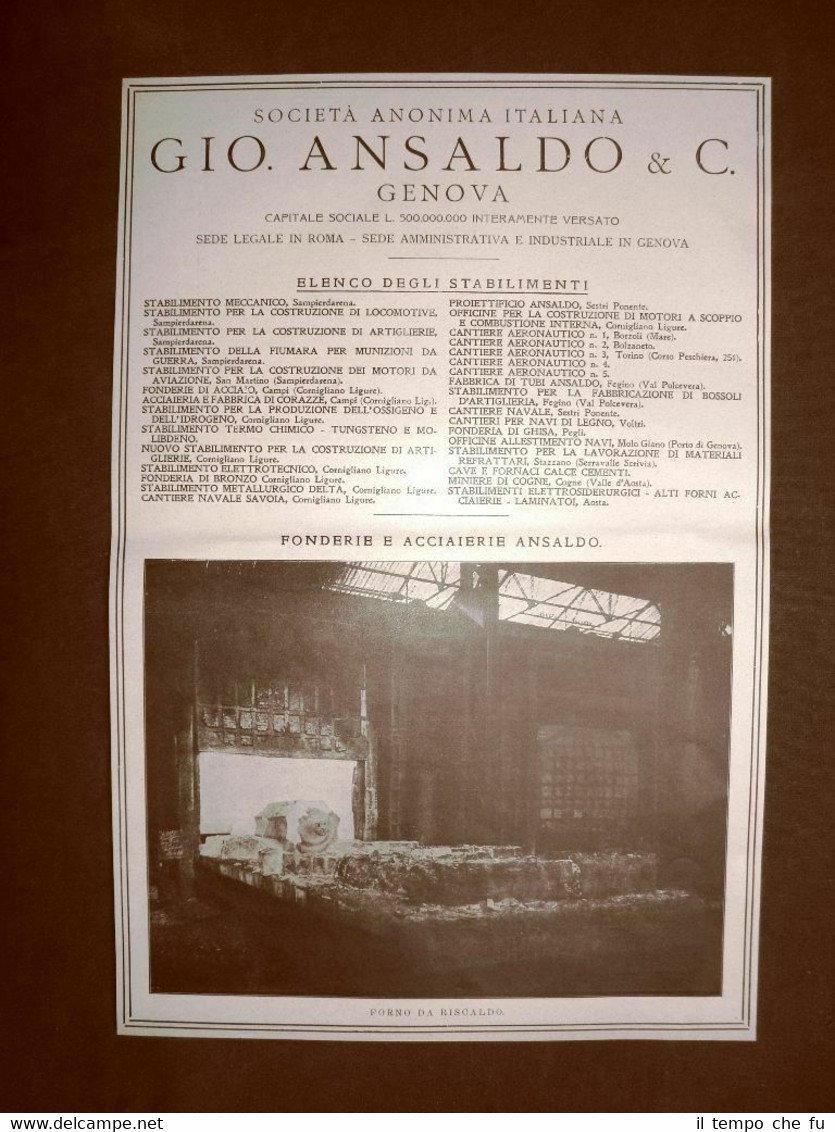 SOCIETÀ ANONIMA ITALIANA
GIO. ANSALDO & C.
GENOVA
CAPITALE SOCIALE L. 500.000.000 INTERAMENTE VERSATO
SEDE LEGALE IN ROMA - SEDE AMMINISTRATIVA E INDUSTRIALE IN GENOVA
ELENCO DEGLI STABILIMENTI
STABILIMENTO MECCANICO, Sampierdarena.
STABILIMENTO PER LA COSTRUZIONE DI LOCOMOTIVE,
Sampierdarena.
STABILIMENTO PER LA COSTRUZIONE DI ARTIGLIERIE,
Sampierdarena.
STABILIMENTO DELLA FIUMARA PER MUNIZIONI DA
GUERRA, Sampierdarena.
STABILIMENTO PER LA COSTRUZIONE DEI MOTORI DA
AVIAZIONE, San Martino (Sampierdarena).
FONDERIE DI ACCIAIO, Campi (Cornigliano Ligure).
ACCIAIERIA E FABBRICA DI CORAZZE, Campi (Cornigliano Lig.).
STABILIMENTO PER LA PRODUZIONE DELL'OSSIGENO E
DELL'IDROGENO, Cornigliano Ligure.
STABILIMENTO TERMO CHIMICO - TUNGSTENO E MO-
LIBDENO.
NUOVO STABILIMENTO PER LA COSTRUZIONE DI ARTI-
GLIERIE, Cornigliano Ligure.
STABILIMENTO ELETTROTECNICO, Cornigliano Ligure.
FONDERIA DI BRONZO Cornigliano Ligure.
STABILIMENTO METALLURGICO DELTA, Cornigliano Ligure.
CANTIERE NAVALE SAVOIA, Cornigliano Ligure.
PROIETTIFICIO ANSALDO, Sestri Ponente.
OFFICINE PER LA COSTRUZIONE DI MOTORI A SCOPPIO
E COMBUSTIONE INTERNA, Cornigliano Ligure.
CANTIERE AERONAUTICO n. 1, Borzoli (Mare).
CANTIERE AERONAUTICO n. 2, Bolzaneto.
CANTIERE AERONAUTICO n. 3, Torino (Corso Peschiera, 251).
CANTIERE AERONAUTICO n. 4.
CANTIERE AERONAUTICO n. 5.
FABBRICA DI TUBI ANSALDO, Fegino (Val Polcevera).
STABILIMENTO PER LA FABBRICAZIONE DI BOSSOLI
D'ARTIGLIERIA, Fegino (Val Polcevera).
CANTIERE NAVALE, Sestri Ponente.
CANTIERI PER NAVI DI LEGNO, Voltri.
FONDERIA DI GHISA, Pegli.
OFFICINE ALLESTIMENTO NAVI, Molo Giano (Porto di Genova).
STABILIMENTO PER LA LAVORAZIONE DI MATERIALI
REFRATTARI, Stazzano (Serravalle Scrivia).
CAVE E FORNACI CALCE CEMENTI.
MINIERE DI COGNE, Cogne (Valle d'Aosta).
STABILIMENTI ELETTROSIDERURGICI - ALTI FORNI AC-
CIAIERIE - LAMINATOI, Aosta.
FONDERIE E ACCIAIERIE ANSALDO.
FORNO DA RISCALDO.
il tempo che fu